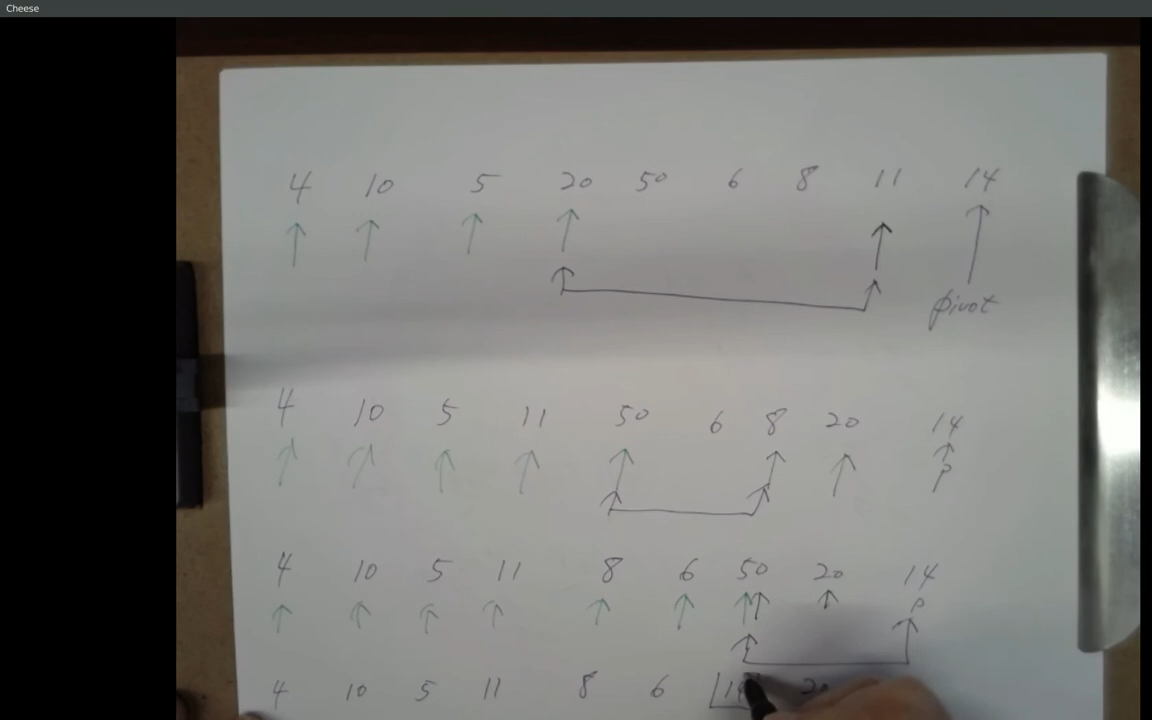 Cheese
4 10 5 20 50 6 8 11 14
pivot
4 10 5 11 50 6 8 20 14
p
4 10 5 11 8 6 50 20 14
p
4 10 5 11 8 6 14